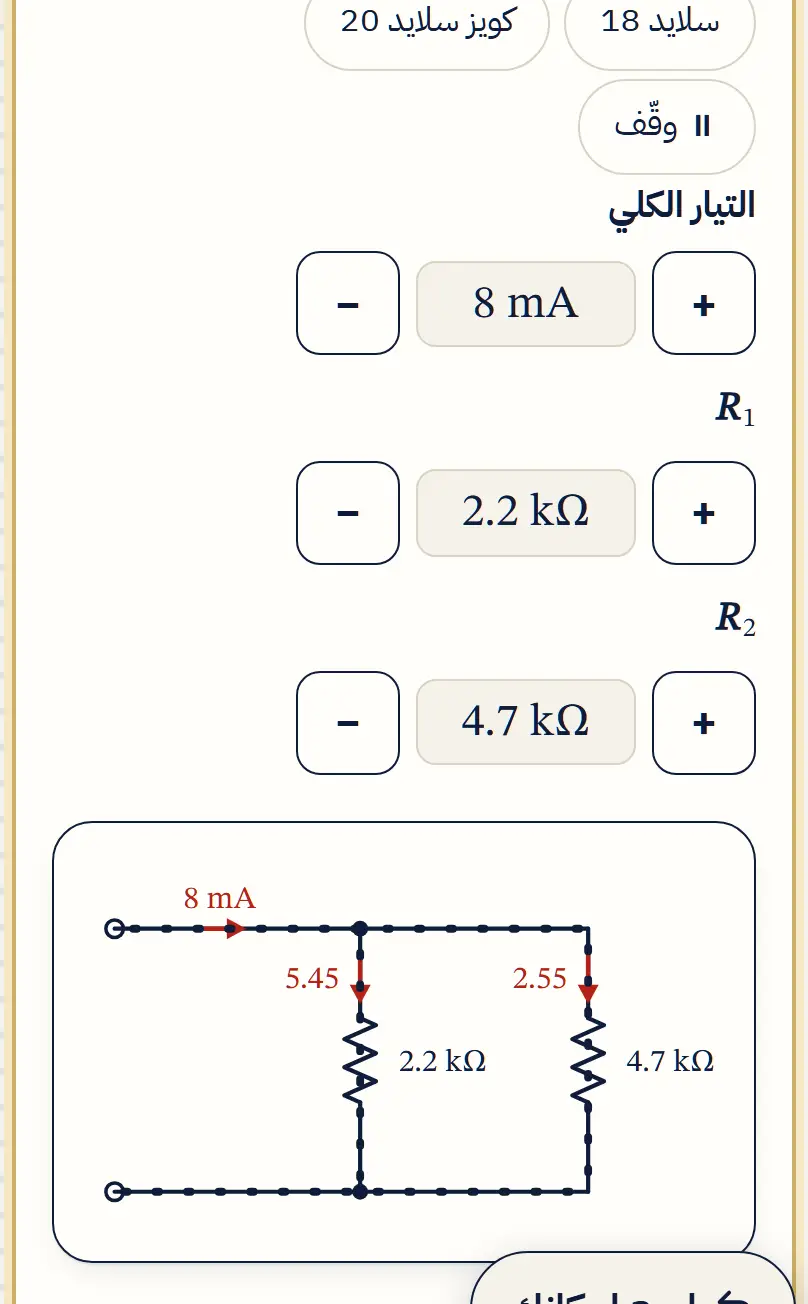 سلايد 18
كويز سلايد 20
وقّف
التيار الكلي
+ 8 mA −
R₁
+ 2.2 kΩ −
R₂
+ 4.7 kΩ −
8 mA
5.45
2.55
2.2 kΩ
4.7 kΩ